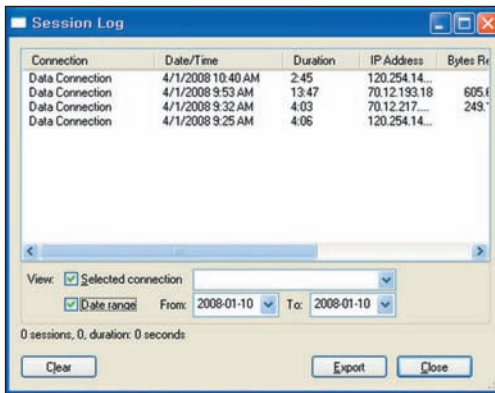 Session Log
Connection Date/Time Duration IP Address Bytes Re
Data Connection 4/1/2008 10:40 AM 2:45 120.254.14...
Data Connection 4/1/2008 9:53 AM 13:47 70.12.193.18 605.6
Data Connection 4/1/2008 9:32 AM 4:03 70.12.217.... 249.
Data Connection 4/1/2008 9:25 AM 4:06 120.254.14...
View: Selected connection
Date range From: 2008-01-10 To: 2008-01-10
0 sessions, 0, duration: 0 seconds
Clear Export Close